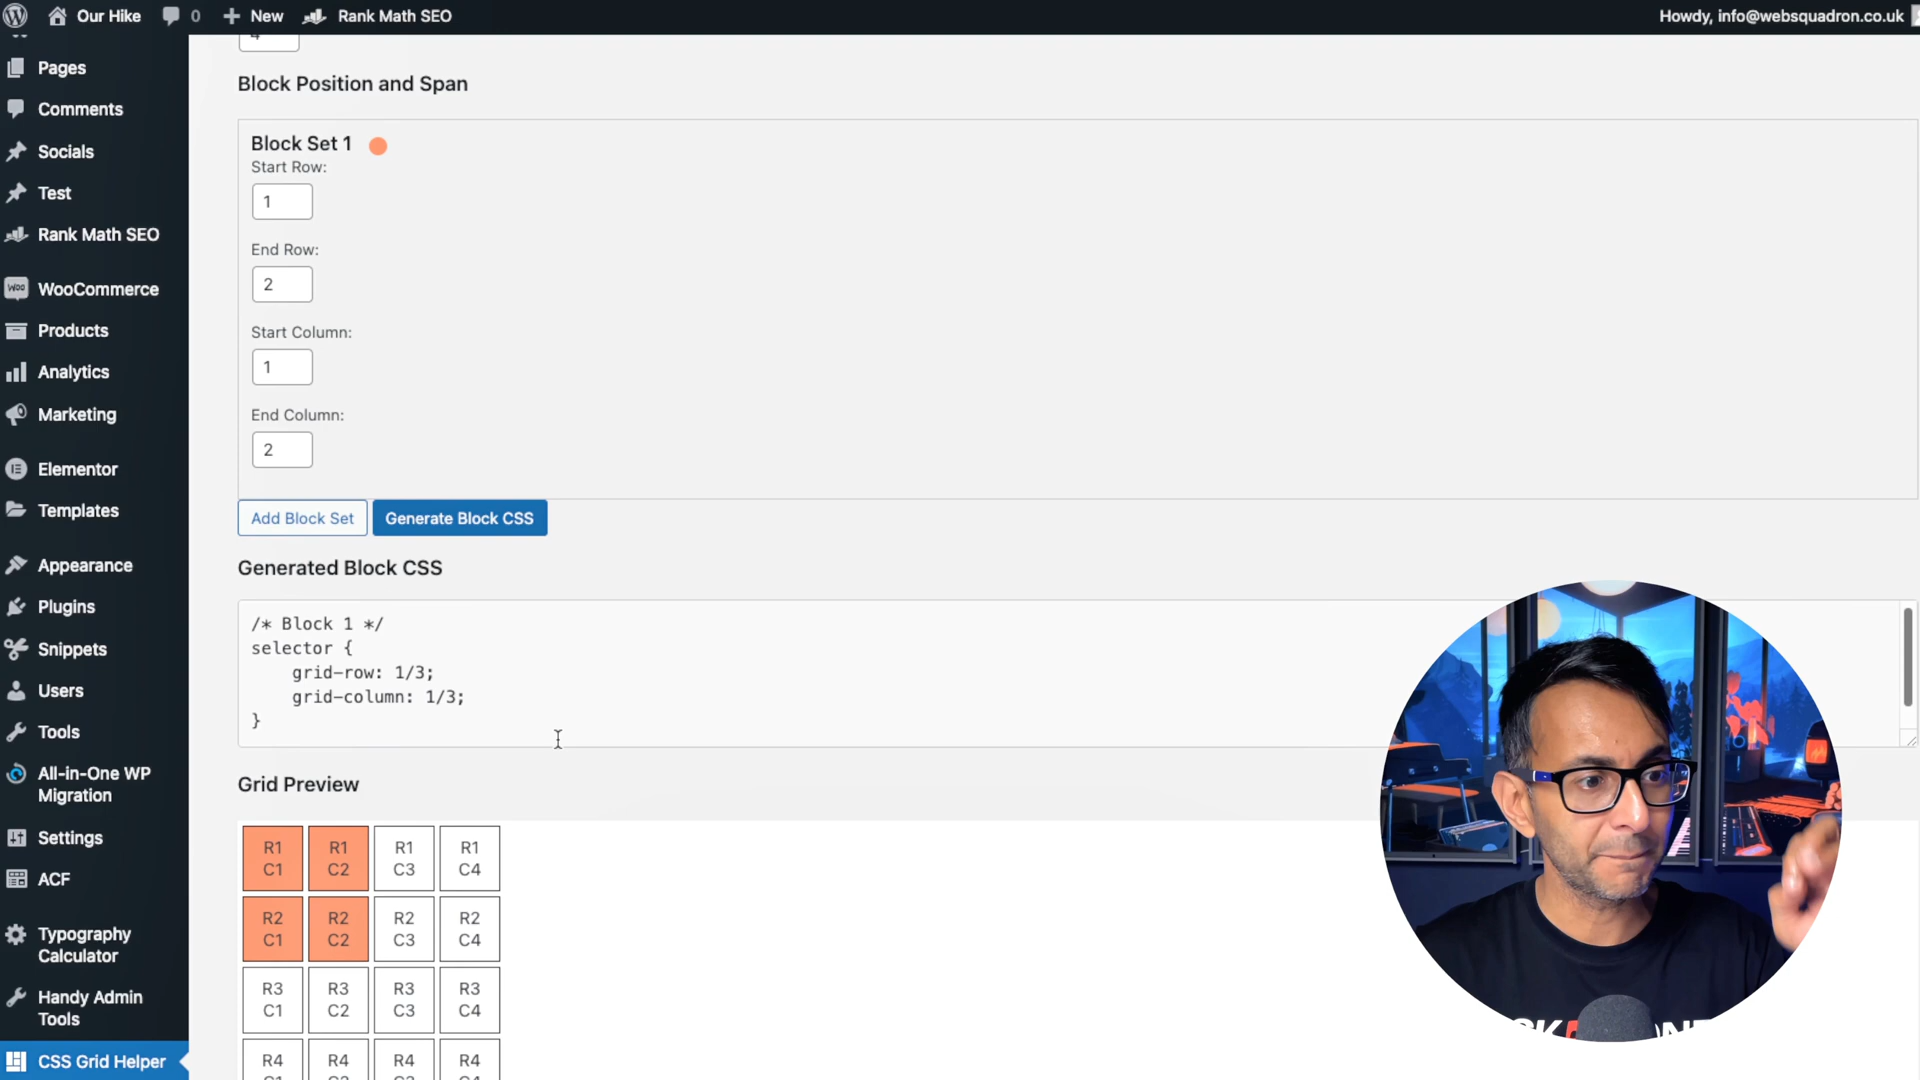 Our Hike
0
New
Rank Math SEO
Howdy, info@websquadron.co.uk
Pages
Comments
Socials
Test
Rank Math SEO
Woo
WooCommerce
Products
Analytics
Marketing
Elementor
Templates
Appearance
Plugins
Snippets
Users
Tools
All-in-One WP
Migration
Settings
ACF
Typography
Calculator
Handy Admin
Tools
CSS Grid Helper
Block Position and Span
Block Set 1
Start Row:
1
End Row:
2
Start Column:
1
End Column:
2
Add Block Set
Generate Block CSS
Generated Block CSS
/* Block 1 */
selector {
grid-row: 1/3;
grid-column: 1/3;
}
Grid Preview
R1 R1 R1 R1
C1 C2 C3 C4
R2 R2 R2 R2
C1 C2 C3 C4
R3 R3 R3 R3
C1 C2 C3 C4
R4 R4 R4 R4